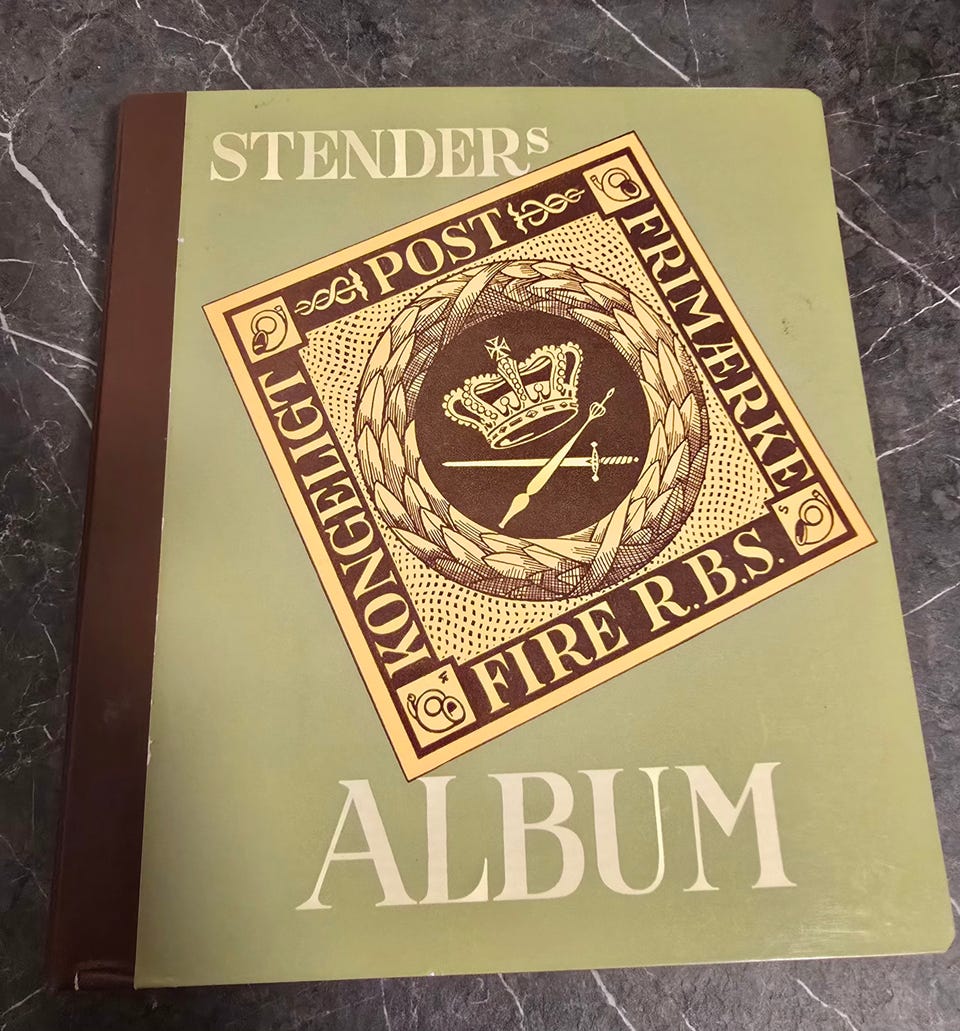 STENDERS
KONGELIGT
POST
FRIMÆRKE
FIRE R.B.S.
ALBUM